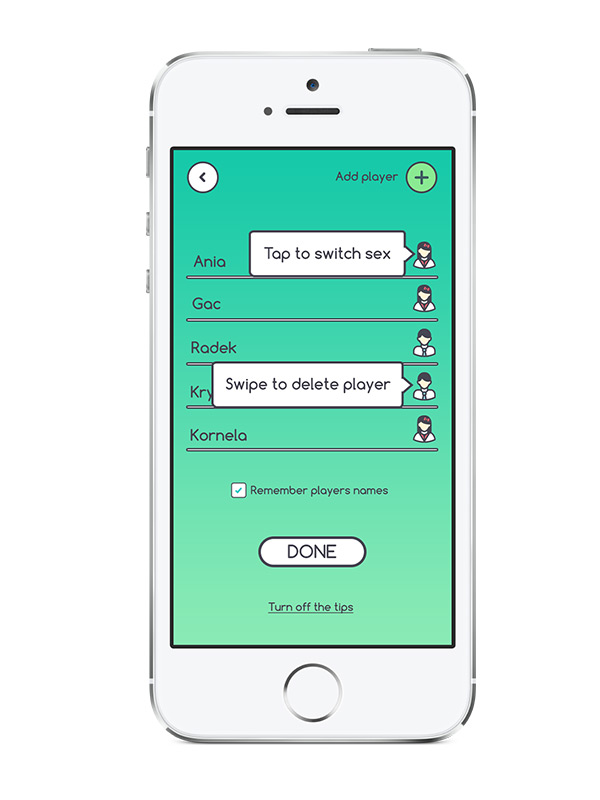 Add player
Tap to switch sex
Ania
Gac
Radek
Swipe to delete player
Kornela
Remember players names
DONE
Turn off the tips